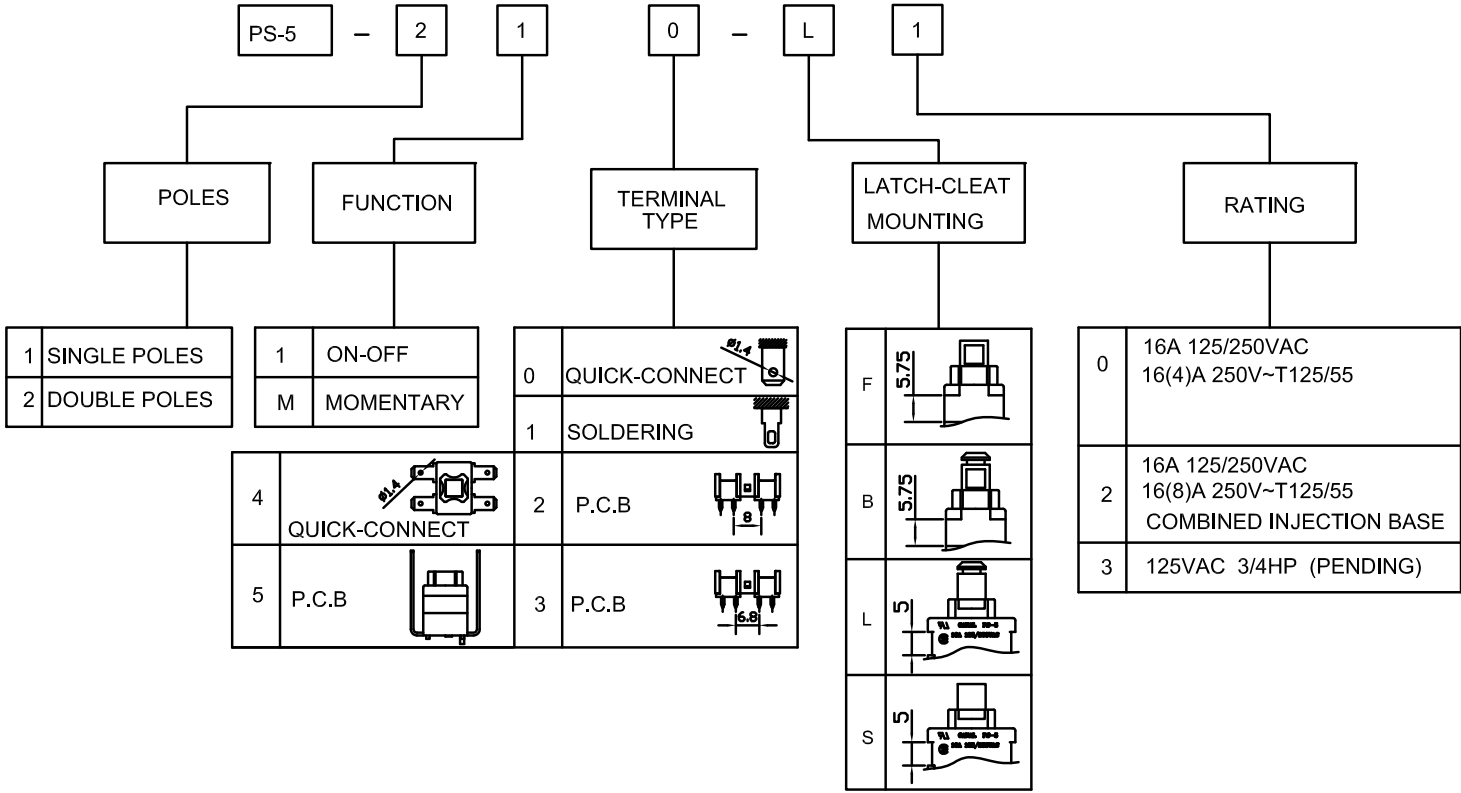 PS-5 - 2 1 0 - L 1
POLES
FUNCTION
TERMINAL
TYPE
LATCH-CLEAT
MOUNTING
RATING
1 SINGLE POLES
2 DOUBLE POLES
1 ON-OFF
M MOMENTARY
0 QUICK-CONNECT ø1.4
1 SOLDERING
4 QUICK-CONNECT ø1.4
2 P.C.B 8
5 P.C.B
3 P.C.B 6.8
F 5.75
B 5.75
L 5
S 5
0 16A 125/250VAC
16(4)A 250V~T125/55
2 16A 125/250VAC
16(8)A 250V~T125/55
COMBINED INJECTION BASE
3 125VAC 3/4HP (PENDING)